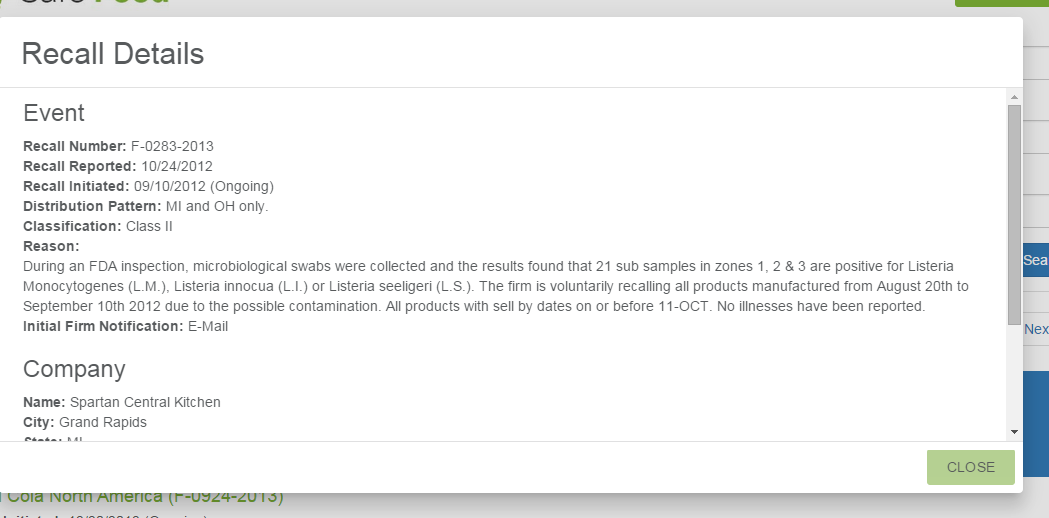 Recall Details
Event
Recall Number: F-0283-2013
Recall Reported: 10/24/2012
Recall Initiated: 09/10/2012 (Ongoing)
Distribution Pattern: MI and OH only.
Classification: Class II
Reason:
During an FDA inspection, microbiological swabs were collected and the results found that 21 sub samples in zones 1, 2 & 3 are positive for Listeria
Monocytogenes (L.M.), Listeria innocua (L.I.) or Listeria seeligeri (L.S.). The firm is voluntarily recalling all products manufactured from August 20th to
September 10th 2012 due to the possible contamination. All products with sell by dates on or before 11-OCT. No illnesses have been reported.
Initial Firm Notification: E-Mail
Sea
Nex
Company
Name: Spartan Central Kitchen
City: Grand Rapids
State: MI
CLOSE
Cola North America (F-0924-2013)